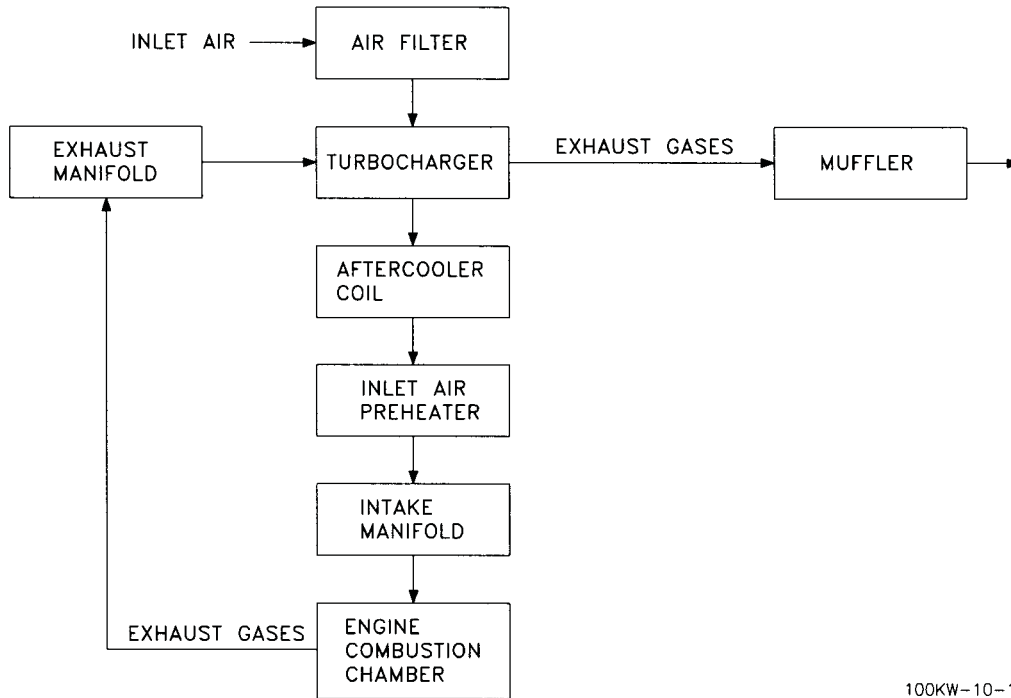 INLET AIR
AIR FILTER
EXHAUST
MANIFOLD
TURBOCHARGER
EXHAUST GASES
MUFFLER
AFTERCOOLER
COIL
INLET AIR
PREHEATER
INTAKE
MANIFOLD
EXHAUST GASES
ENGINE
COMBUSTION
CHAMBER